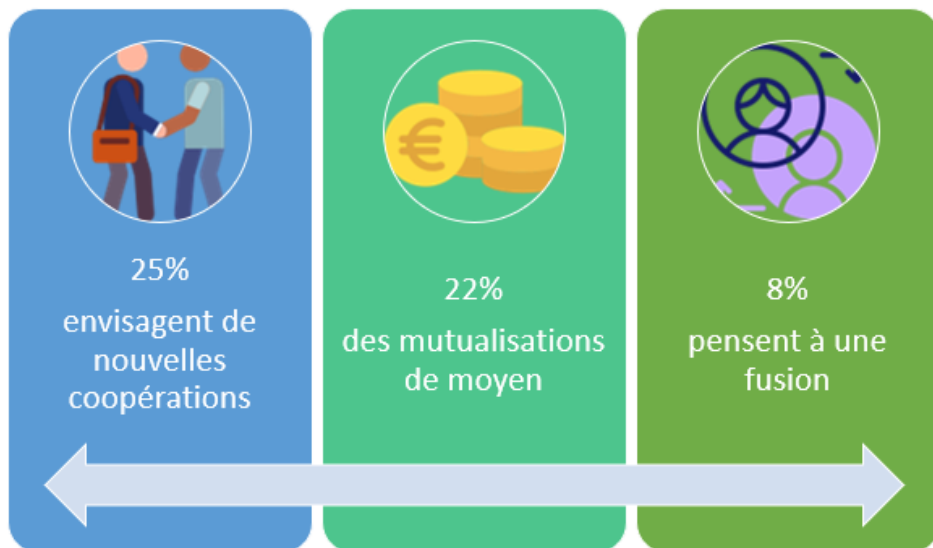 25%
envisagent de
nouvelles
coopérations
22%
des mutualisations
de moyen
8%
pensent à une
fusion